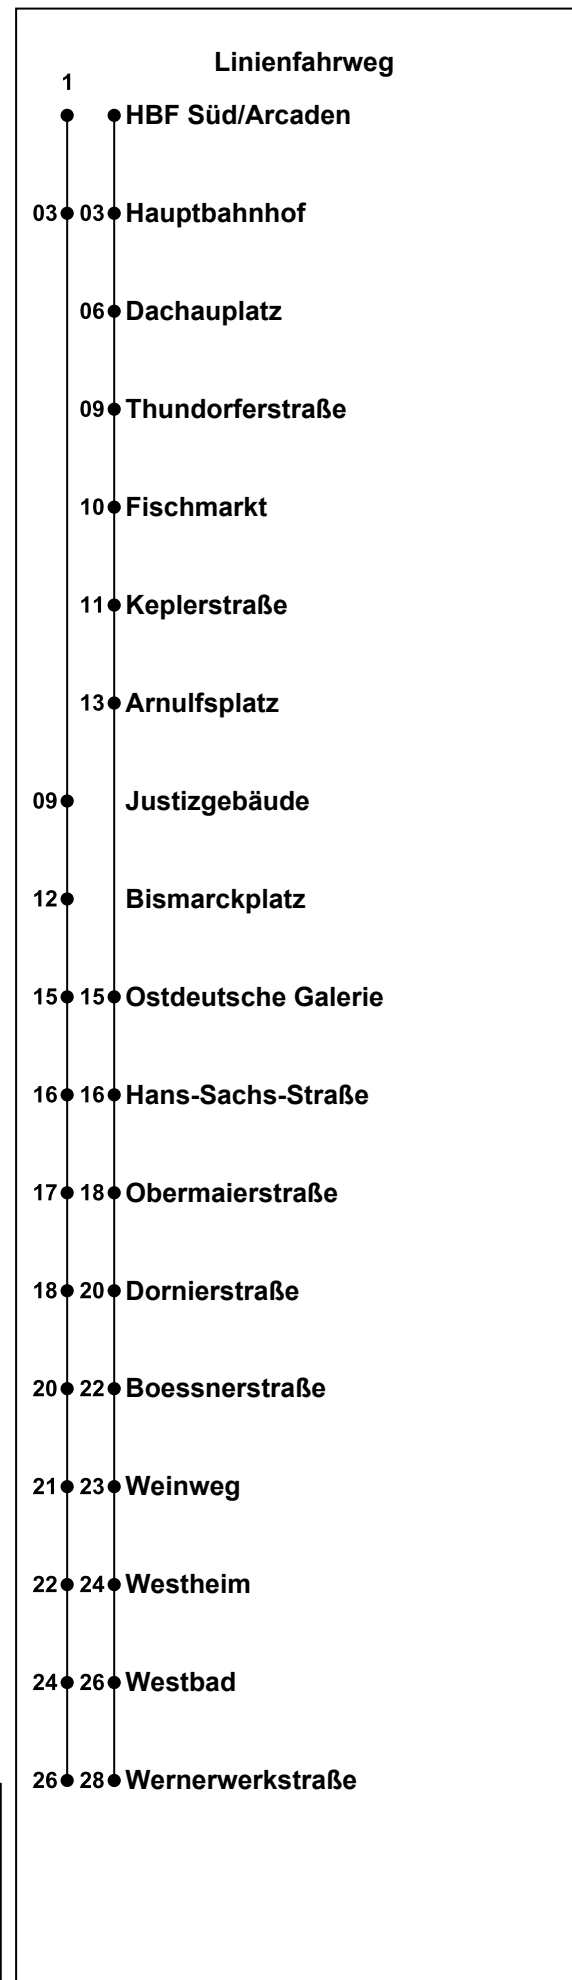 Linienfahrweg
1
HBF Süd/Arcaden
03 03 Hauptbahnhof
06 Dachauplatz
09 Thundorferstraße
10 Fischmarkt
11 Keplerstraße
13 Arnulfsplatz
09 Justizgebäude
12 Bismarckplatz
15 15 Ostdeutsche Galerie
16 16 Hans-Sachs-Straße
17 18 Obermaierstraße
18 20 Dornierstraße
20 22 Boessnerstraße
21 23 Weinweg
22 24 Westheim
24 26 Westbad
26 28 Wernerwerkstraße